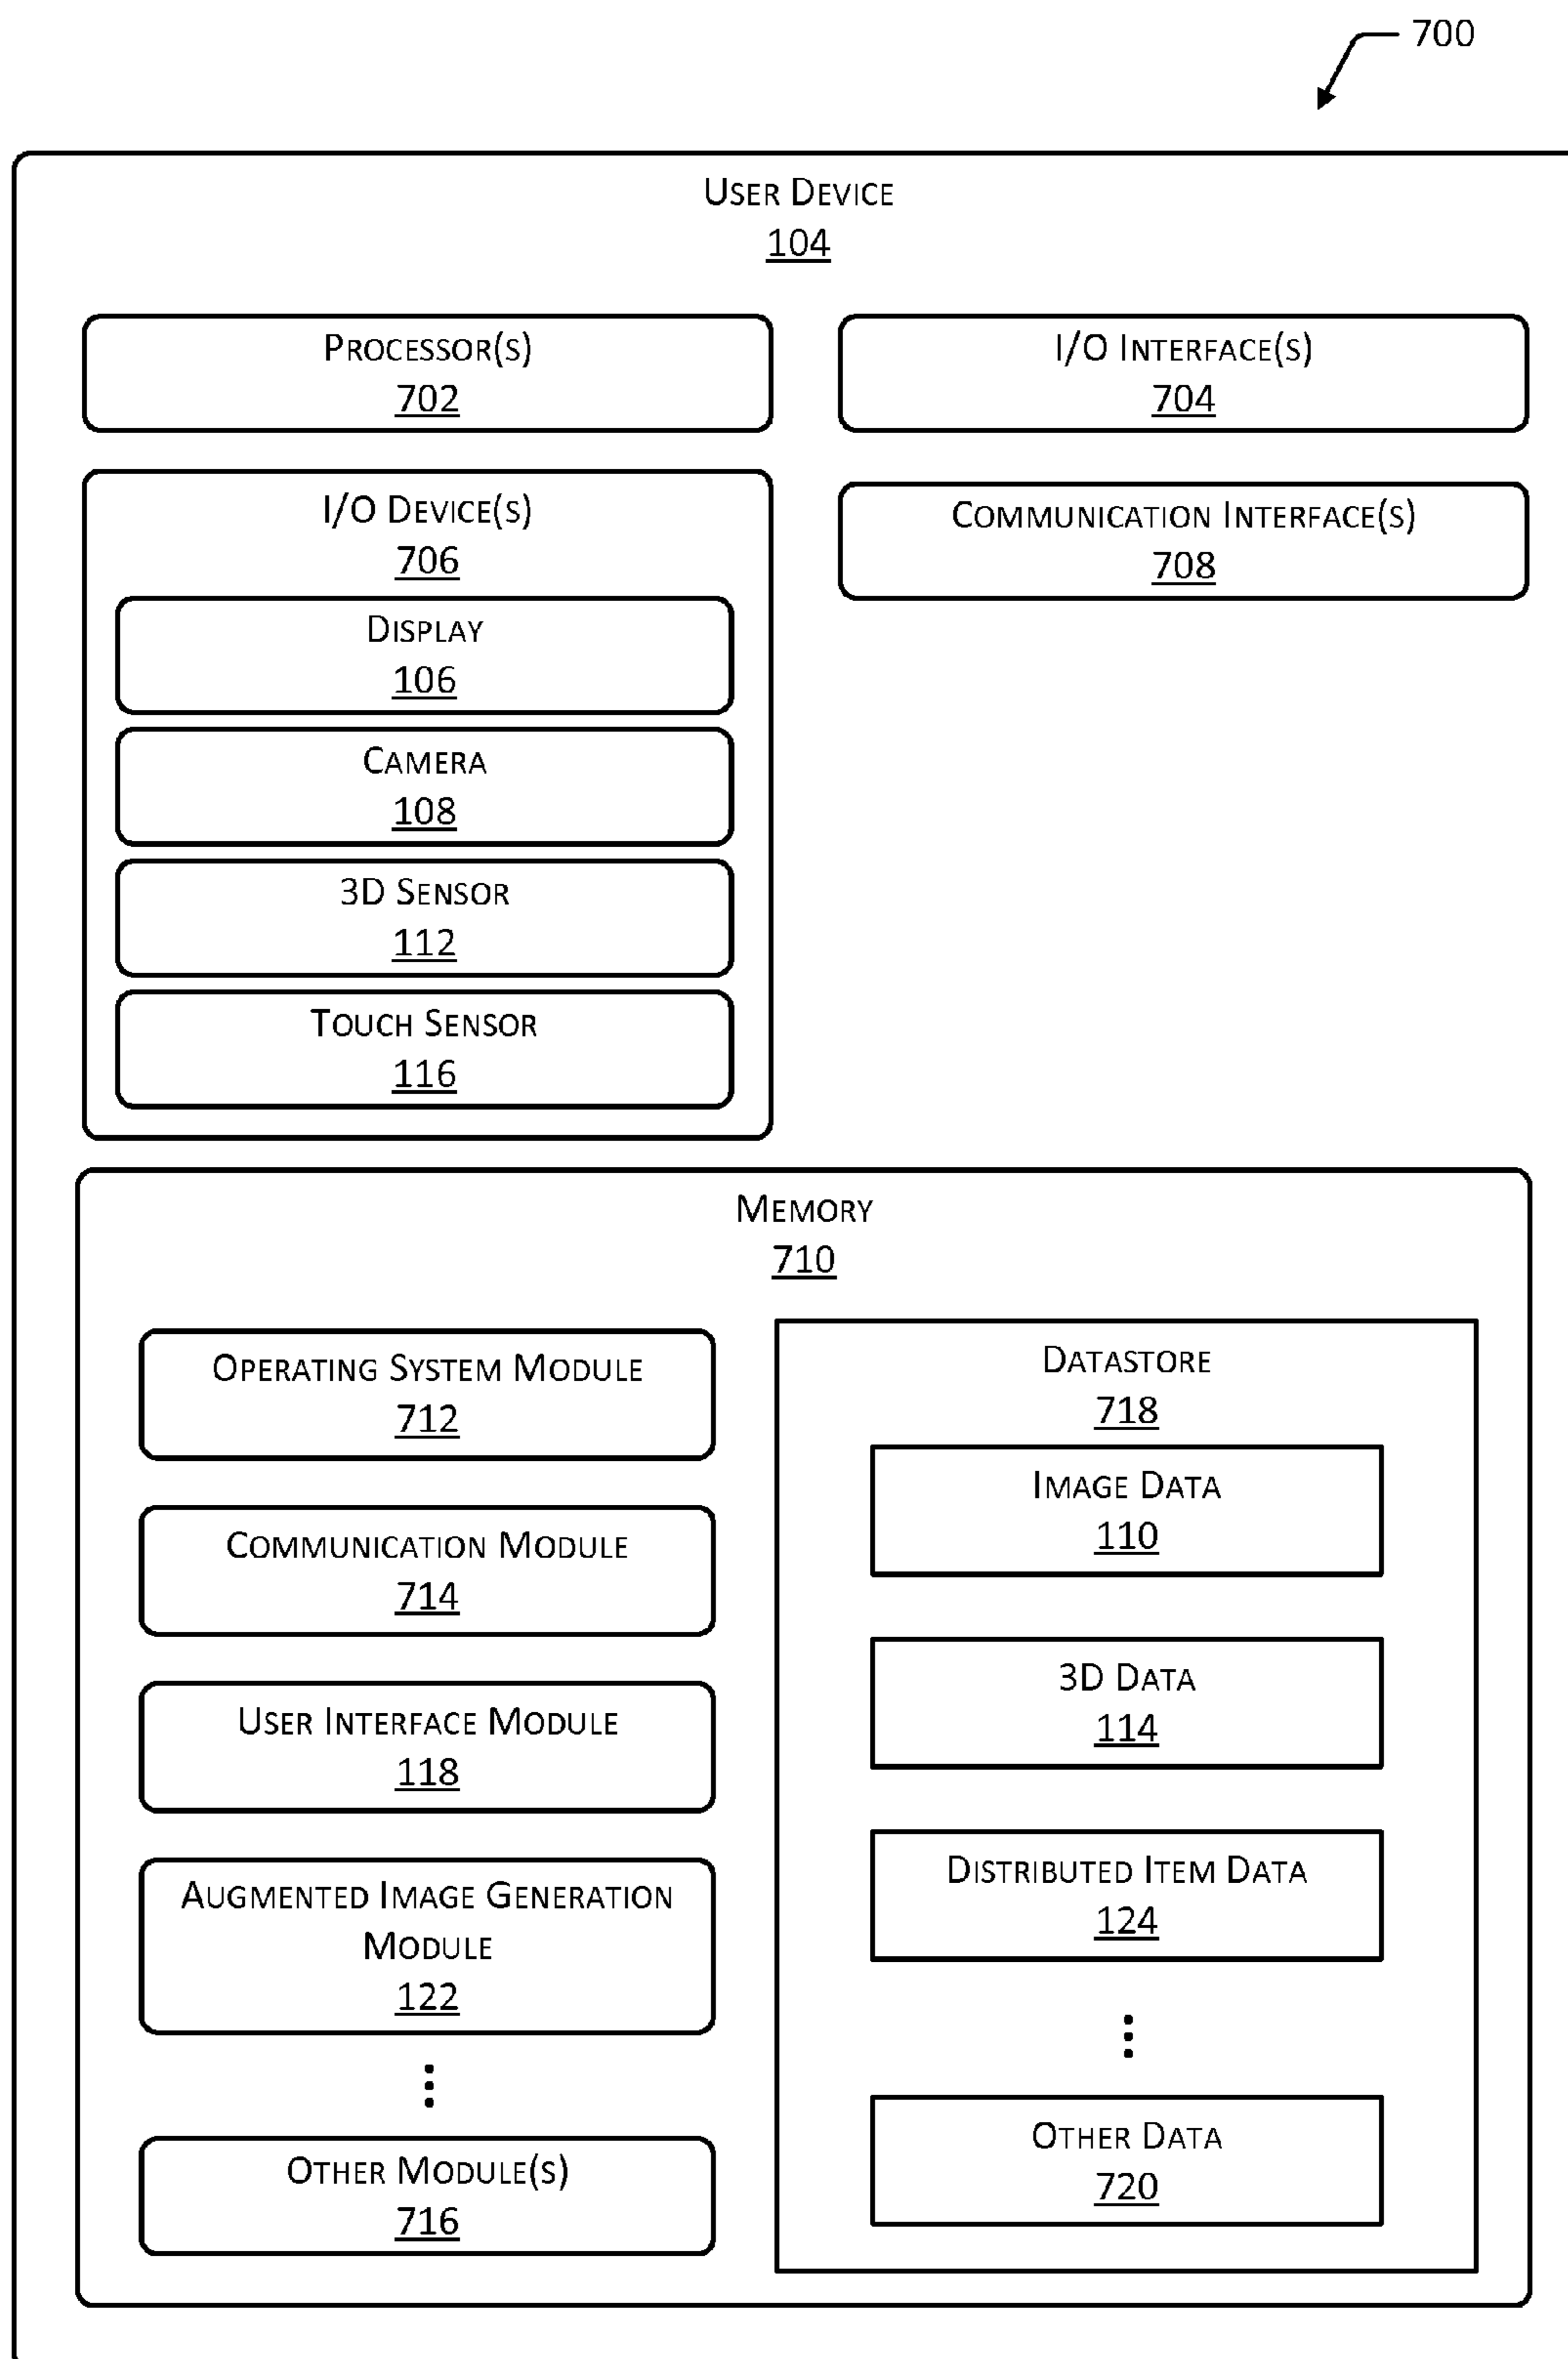 700
User Device
104
Processor(s)
702
I/O Interface(s)
704
I/O Device(s)
706
Communication Interface(s)
708
Display
106
Camera
108
3D Sensor
112
Touch Sensor
116
Memory
710
Operating System Module
712
Communication Module
714
User Interface Module
118
Augmented Image Generation
Module
122
Other Module(s)
716
Datastore
718
Image Data
110
3D Data
114
Distributed Item Data
124
Other Data
720